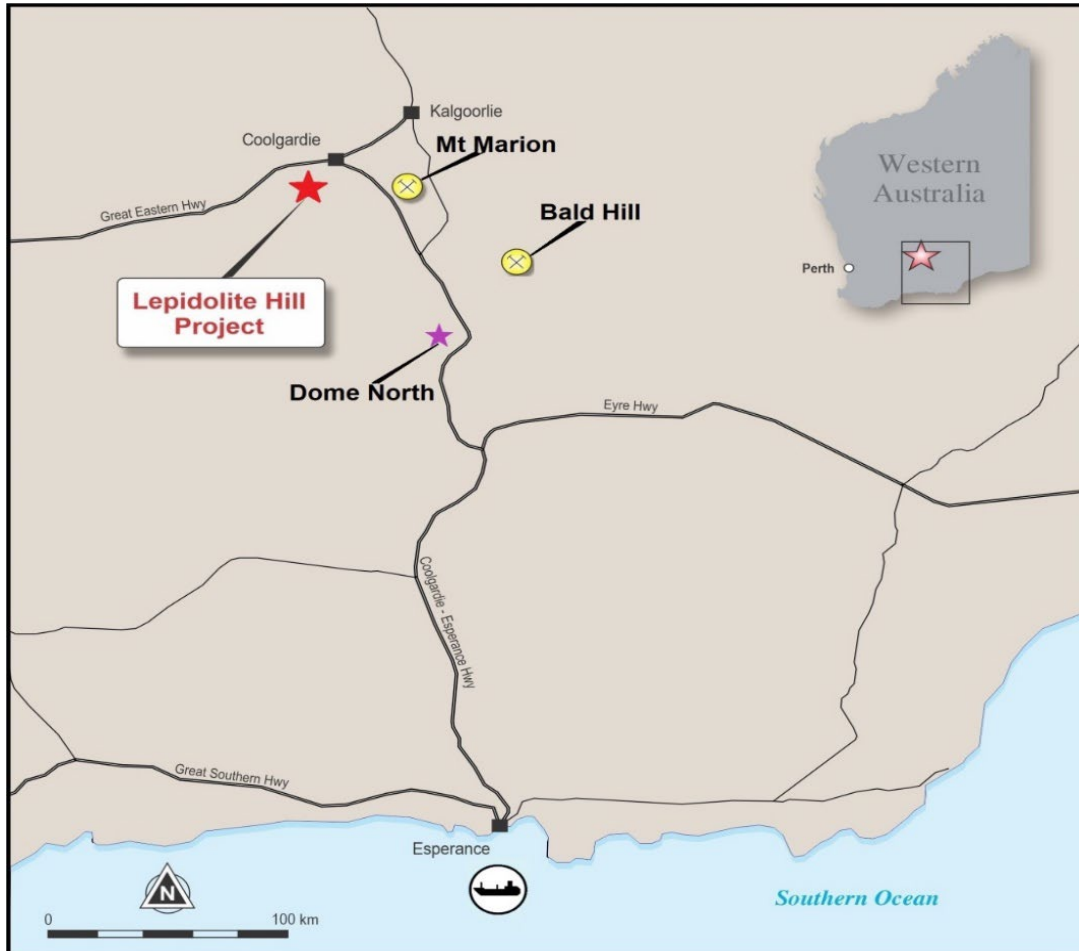 Kalgoorlie
Coolgardie
Mt Marion
Great Eastern Hwy
Bald Hill
Western
Australia
Perth
Lepidolite Hill
Project
Dome North
Eyre Hwy
Coolgardie - Esperance Hwy
Great Southern Hwy
Esperance
N
Southern Ocean
0 100 km